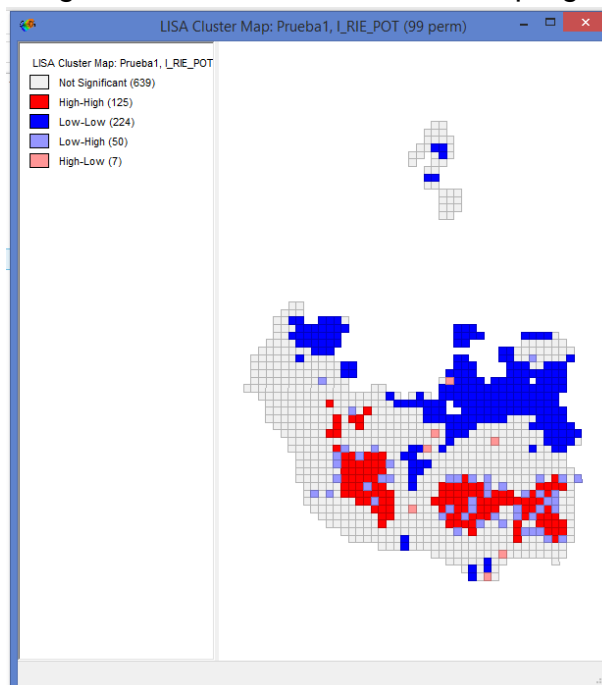 LISA Cluster Map: Prueba1, I_RIE_POT (99 perm)
LISA Cluster Map: Prueba1, I_RIE_POT
Not Significant (639)
High-High (125)
Low-Low (224)
Low-High (50)
High-Low (7)